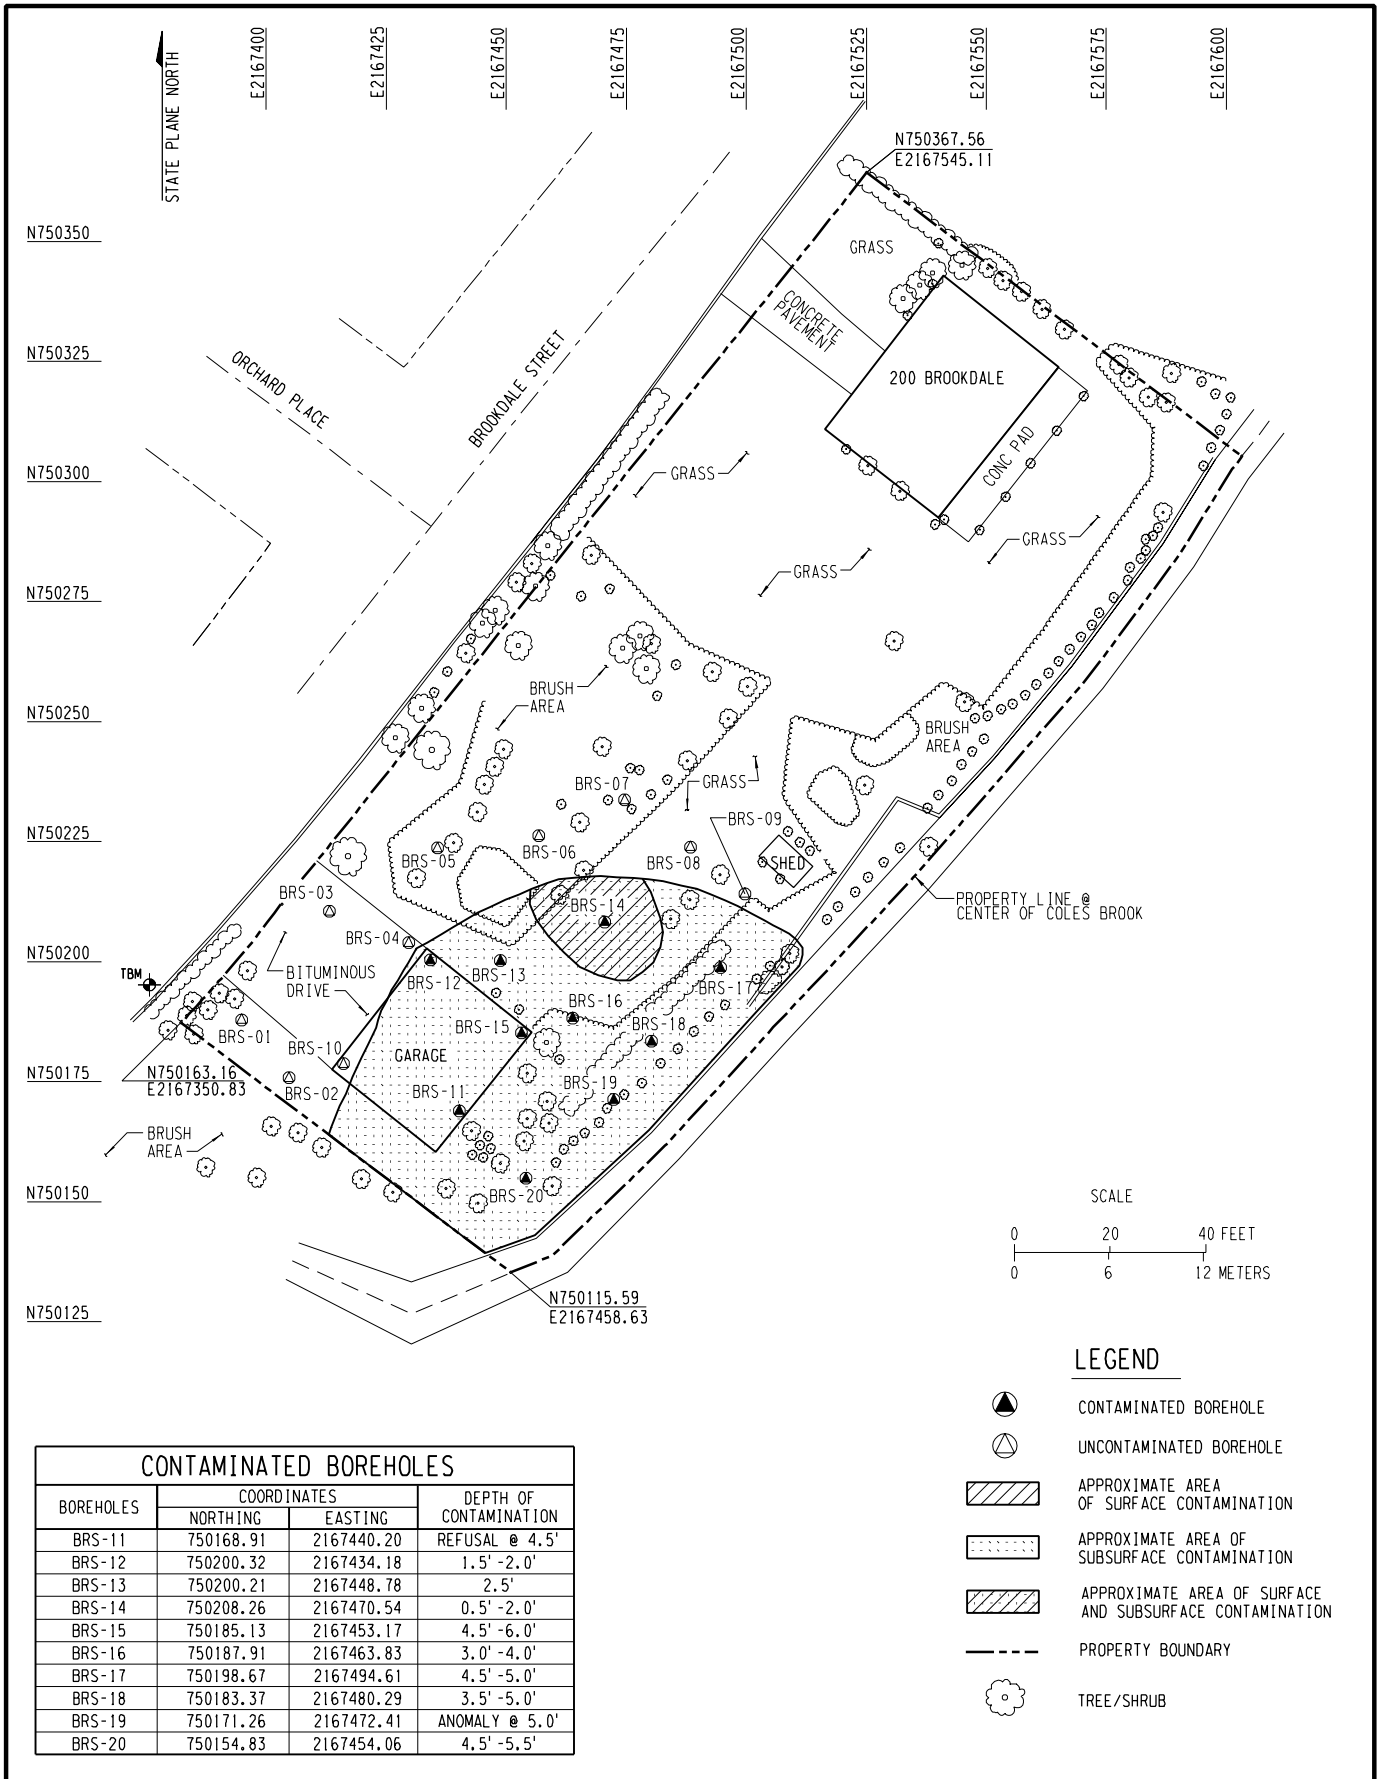 STATE PLANE NORTH
E2167400
E2167425
E2167450
E2167475
E2167500
E2167525
E2167550
E2167575
E2167600
N750367.56
E2167545.11
N750350
N750325
N750300
N750275
N750250
N750225
N750200
N750175
N750150
N750125
GRASS
CONCRETE
PAVEMENT
ORCHARD PLACE
BROOKDALE STREET
200 BROOKDALE
CONC PAD
GRASS
GRASS
GRASS
BRUSH
AREA
BRUSH
AREA
GRASS
BRS-07
BRS-09
BRS-05
BRS-06
BRS-08
SHED
BRS-03
BRS-14
PROPERTY LINE @
CENTER OF COLES BROOK
BRS-04
TBM
BITUMINOUS
DRIVE
BRS-12
BRS-13
BRS-17
BRS-16
BRS-01
BRS-15
BRS-18
BRS-10
GARAGE
N750163.16
E2167350.83
BRS-02
BRS-11
BRS-19
BRUSH
AREA
BRS-20
N750115.59
E2167458.63
SCALE
0 20 40 FEET
0 6 12 METERS
LEGEND
CONTAMINATED BOREHOLE
UNCONTAMINATED BOREHOLE
APPROXIMATE AREA
OF SURFACE CONTAMINATION
APPROXIMATE AREA OF
SUBSURFACE CONTAMINATION
APPROXIMATE AREA OF SURFACE
AND SUBSURFACE CONTAMINATION
PROPERTY BOUNDARY
TREE/SHRUB
CONTAMINATED BOREHOLES
BOREHOLES COORDINATES DEPTH OF
NORTHING EASTING CONTAMINATION
BRS-11 750168.91 2167440.20 REFUSAL @ 4.5'
BRS-12 750200.32 2167434.18 1.5'-2.0'
BRS-13 750200.21 2167448.78 2.5'
BRS-14 750208.26 2167470.54 0.5'-2.0'
BRS-15 750185.13 2167453.17 4.5'-6.0'
BRS-16 750187.91 2167463.83 3.0'-4.0'
BRS-17 750198.67 2167494.61 4.5'-5.0'
BRS-18 750183.37 2167480.29 3.5'-5.0'
BRS-19 750171.26 2167472.41 ANOMALY @ 5.0'
BRS-20 750154.83 2167454.06 4.5'-5.5'